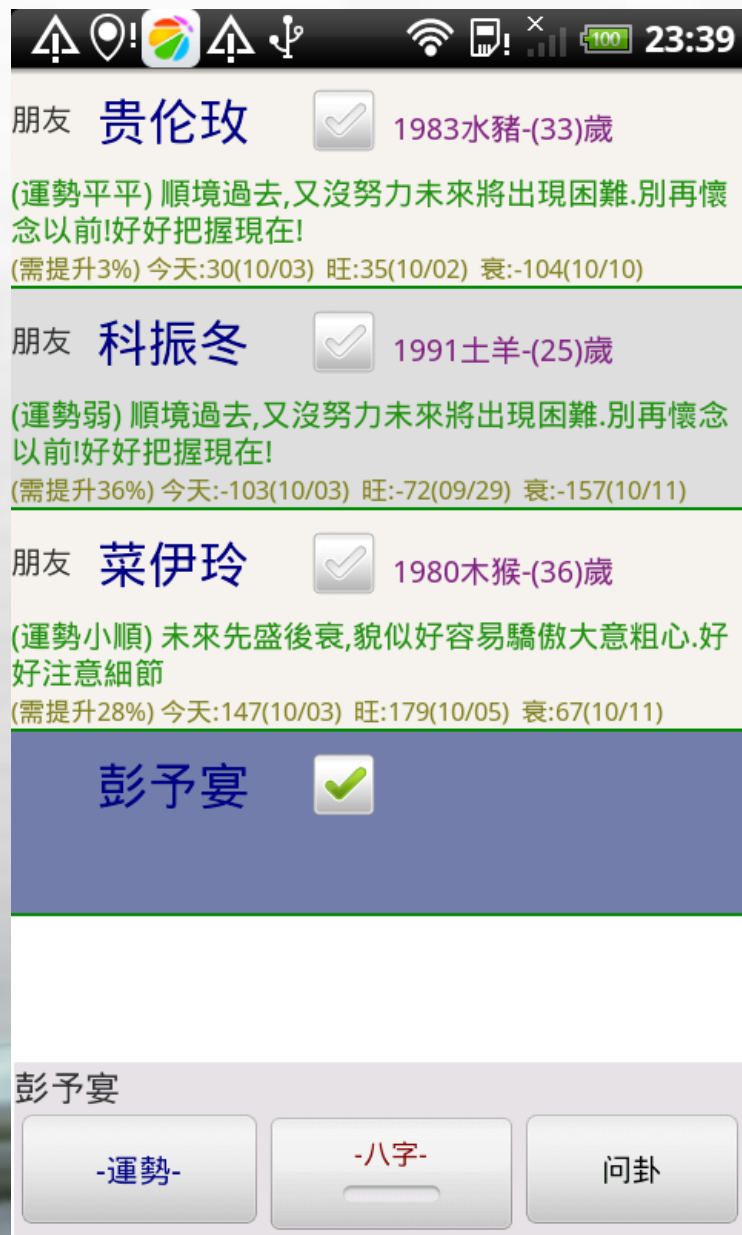 100 23:39
朋友 贵伦玫 1983水豬-(33)歲
(運勢平平) 順境過去,又沒努力未來將出現困難.別再懷
念以前!好好把握現在!
(需提升3%) 今天:30(10/03) 旺:35(10/02) 衰:-104(10/10)
朋友 科振冬 1991土羊-(25)歲
(運勢弱) 順境過去,又沒努力未來將出現困難.別再懷念
以前!好好把握現在!
(需提升36%) 今天:-103(10/03) 旺:-72(09/29) 衰:-157(10/11)
朋友 菜伊玲 1980木猴-(36)歲
(運勢小順) 未來先盛後衰,貌似好容易驕傲大意粗心.好
好注意細節
(需提升28%) 今天:147(10/03) 旺:179(10/05) 衰:67(10/11)
彭予宴
彭予宴
-運勢- -八字- 问卦